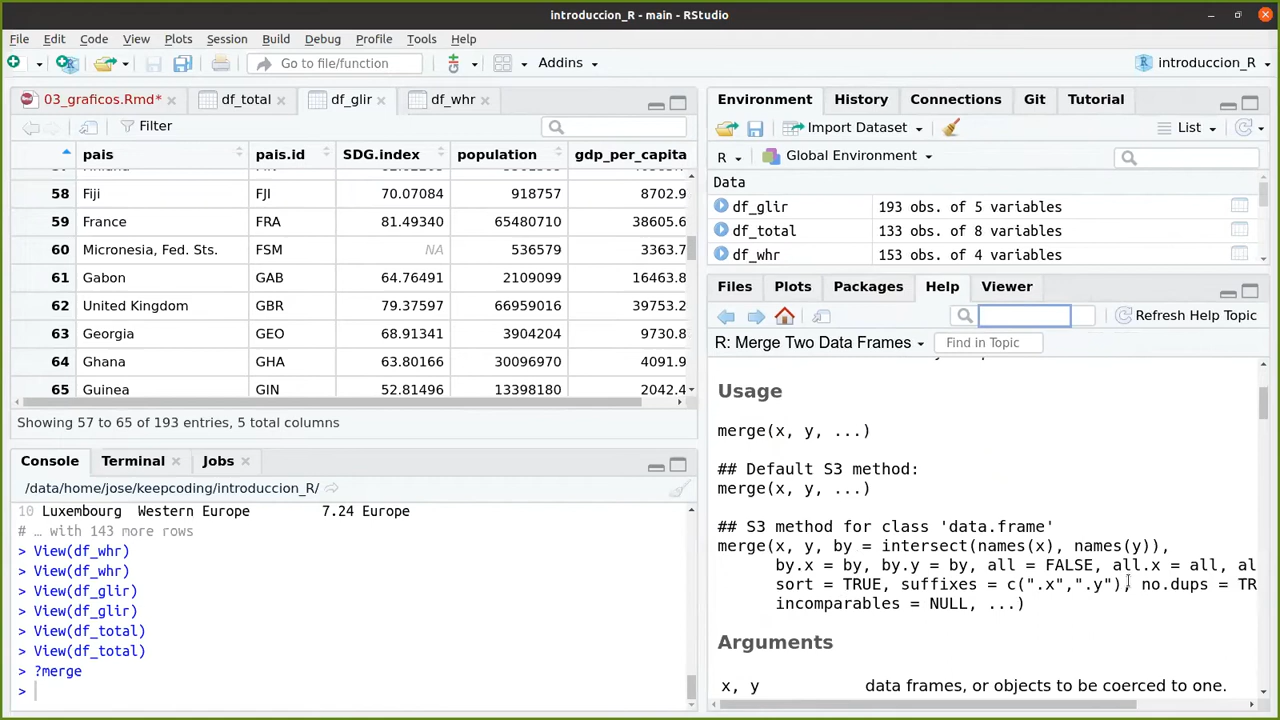 introduccion_R - main - RStudio
File Edit Code View Plots Session Build Debug Profile Tools Help
Go to file/function Addins introduccion_R
03_graficos.Rmd* df_total df_glir df_whr
Filter
pais pais.id SDG.index population gdp_per_capita
58 Fiji FJI 70.07084 918757 8702.9
59 France FRA 81.49340 65480710 38605.6
60 Micronesia, Fed. Sts. FSM NA 536579 3363.7
61 Gabon GAB 64.76491 2109099 16463.8
62 United Kingdom GBR 79.37597 66959016 39753.2
63 Georgia GEO 68.91341 3904204 9730.8
64 Ghana GHA 63.80166 30096970 4091.9
65 Guinea GIN 52.81496 13398180 2042.4
Showing 57 to 65 of 193 entries, 5 total columns
Console Terminal Jobs
/data/home/jose/keepcoding/introduccion_R/
10 Luxembourg Western Europe 7.24 Europe
# … with 143 more rows
> View(df_whr)
> View(df_whr)
> View(df_glir)
> View(df_glir)
> View(df_total)
> View(df_total)
> ?merge
>
Environment History Connections Git Tutorial
Import Dataset List
R Global Environment
Data
df_glir 193 obs. of 5 variables
df_total 133 obs. of 8 variables
df_whr 153 obs. of 4 variables
Files Plots Packages Help Viewer
Refresh Help Topic
R: Merge Two Data Frames Find in Topic
Usage
merge(x, y, ...)
## Default S3 method:
merge(x, y, ...)
## S3 method for class 'data.frame'
merge(x, y, by = intersect(names(x), names(y)),
by.x = by, by.y = by, all = FALSE, all.x = all, al
sort = TRUE, suffixes = c(".x",".y"), no.dups = TR
incomparables = NULL, ...)
Arguments
x, y data frames, or objects to be coerced to one.